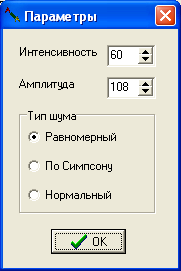 Параметры
Интенсивность 60
Амплитуда 108
Тип шума
Равномерный
По Симпсону
Нормальный
OK